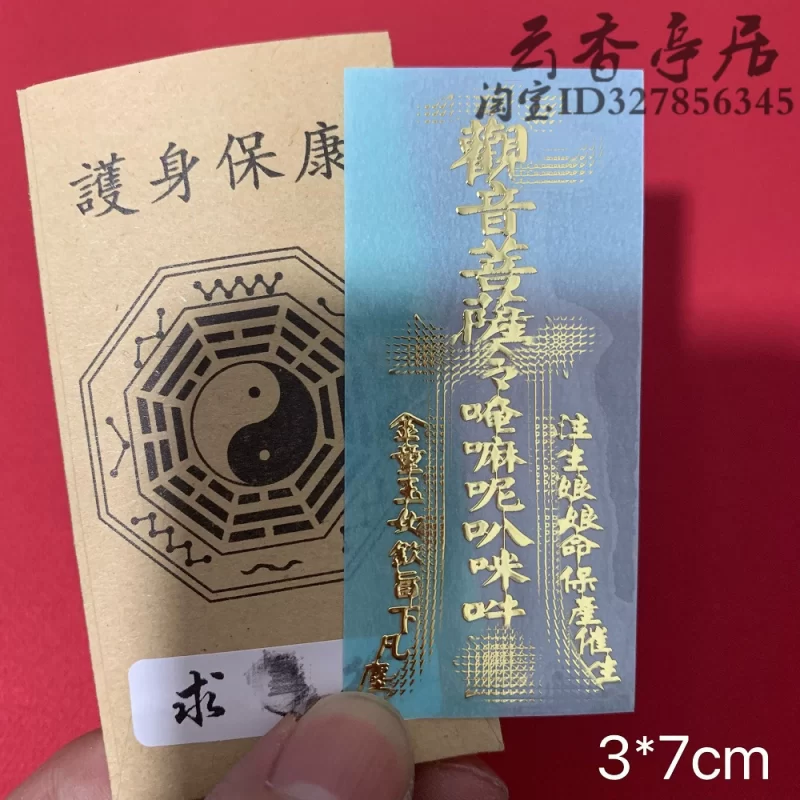 云香亭居
淘宝ID327856345
護身保康
觀音菩薩令唵嘛呢叭咪吽
註生娘娘命保產催生
金童玉女敕旨下凡塵
求
3*7cm